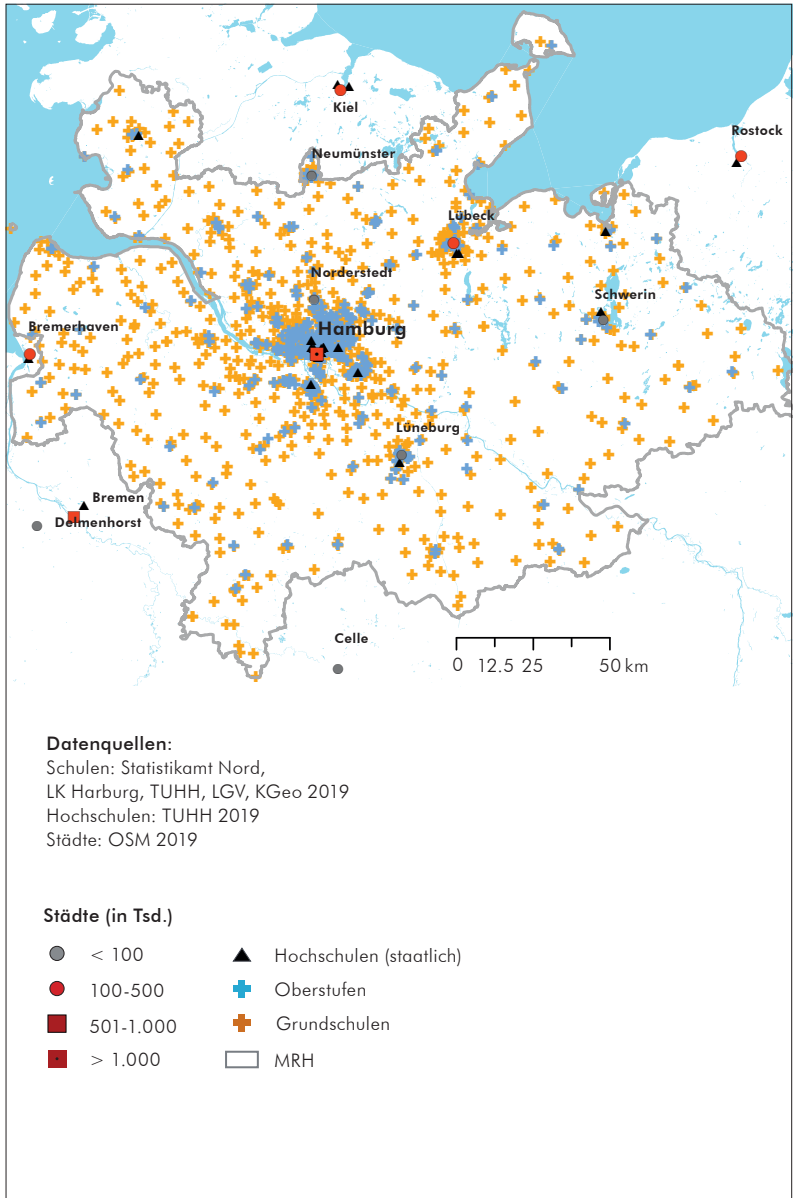 Kiel
Rostock
Neumünster
Lübeck
Norderstedt
Schwerin
Hamburg
Bremerhaven
Lüneburg
Bremen
Delmenhorst
Celle
0 12.5 25 50 km
Datenquellen:
Schulen: Statistikamt Nord,
LK Harburg, TUHH, LGV, KGeo 2019
Hochschulen: TUHH 2019
Städte: OSM 2019
Städte (in Tsd.)
< 100
Hochschulen (staatlich)
100-500
Oberstufen
501-1.000
Grundschulen
> 1.000
MRH